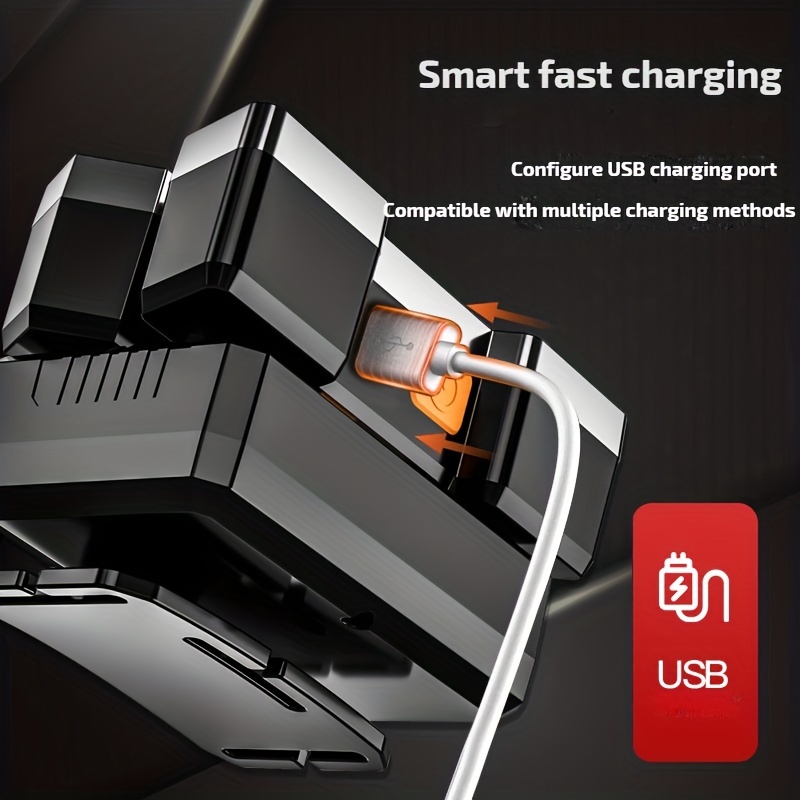 Smart fast charging
Configure USB charging port
Compatible with multiple charging methods
USB